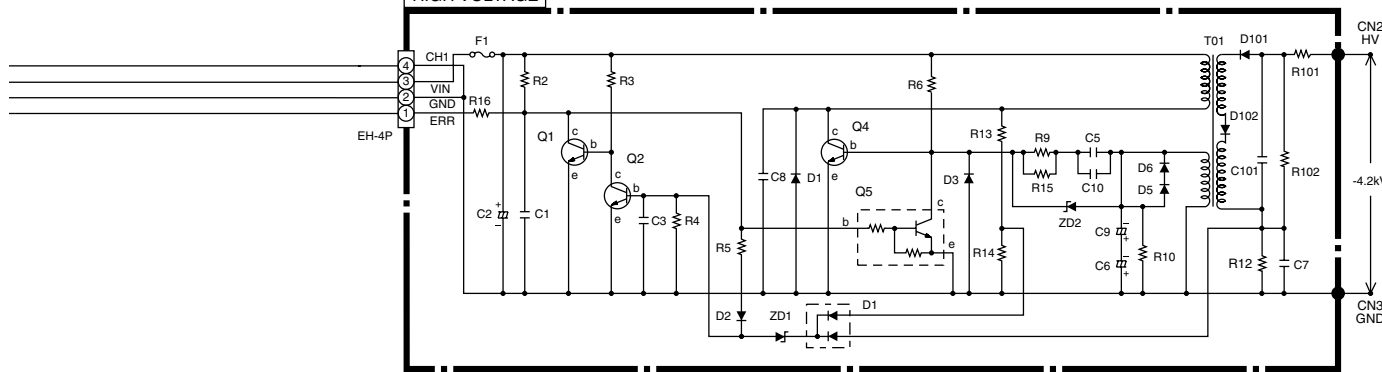 HIGH VOLTAGE
CN2
HV
F1
T01
D101
4
CH1
3
R2
R3
R6
R101
VIN
2
GND
R16
1
ERR
EH-4P
D102
Q1
c
b
e
Q2
c
b
e
Q4
c
b
e
R13
R9
C5
R15
C10
D6
D5
C101
R102
-4.2kV
C8
D1
D3
Q5
c
b
e
ZD2
C2
+
–
C1
C3
R4
R5
R14
C9
–
+
C6
–
+
R10
R12
C7
D2
ZD1
D1
CN3
GND